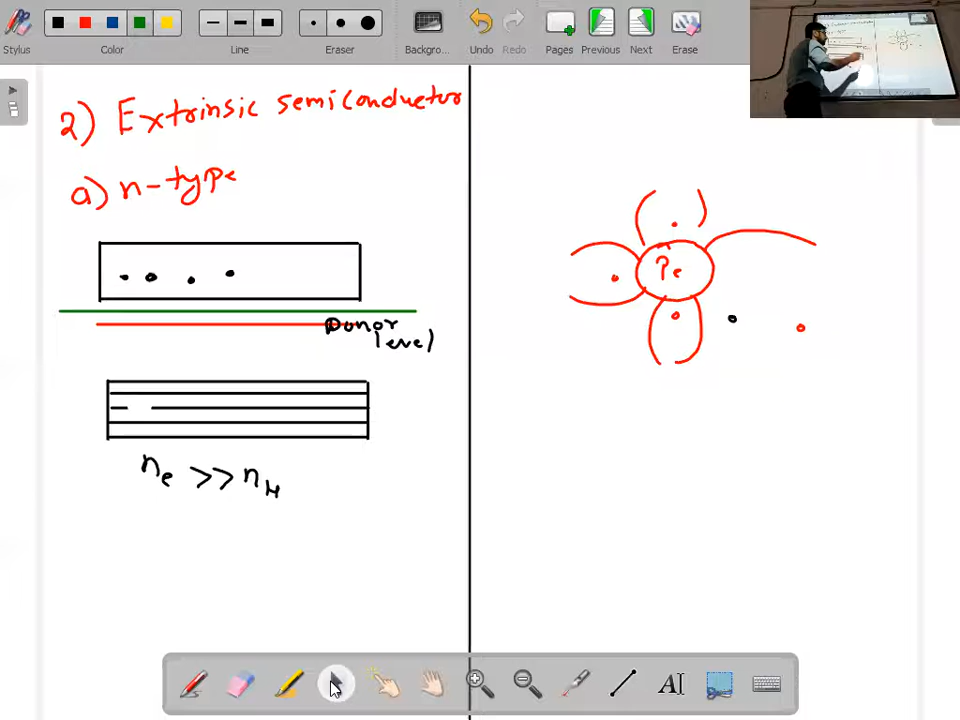 Stylus
Color
Line
Eraser
Backgro...
Undo
Redo
Pages
Previous
Next
Erase
2) Extrinsic semiconductor
a) n-type
Donor
level
ne >> nH
Pe
AI